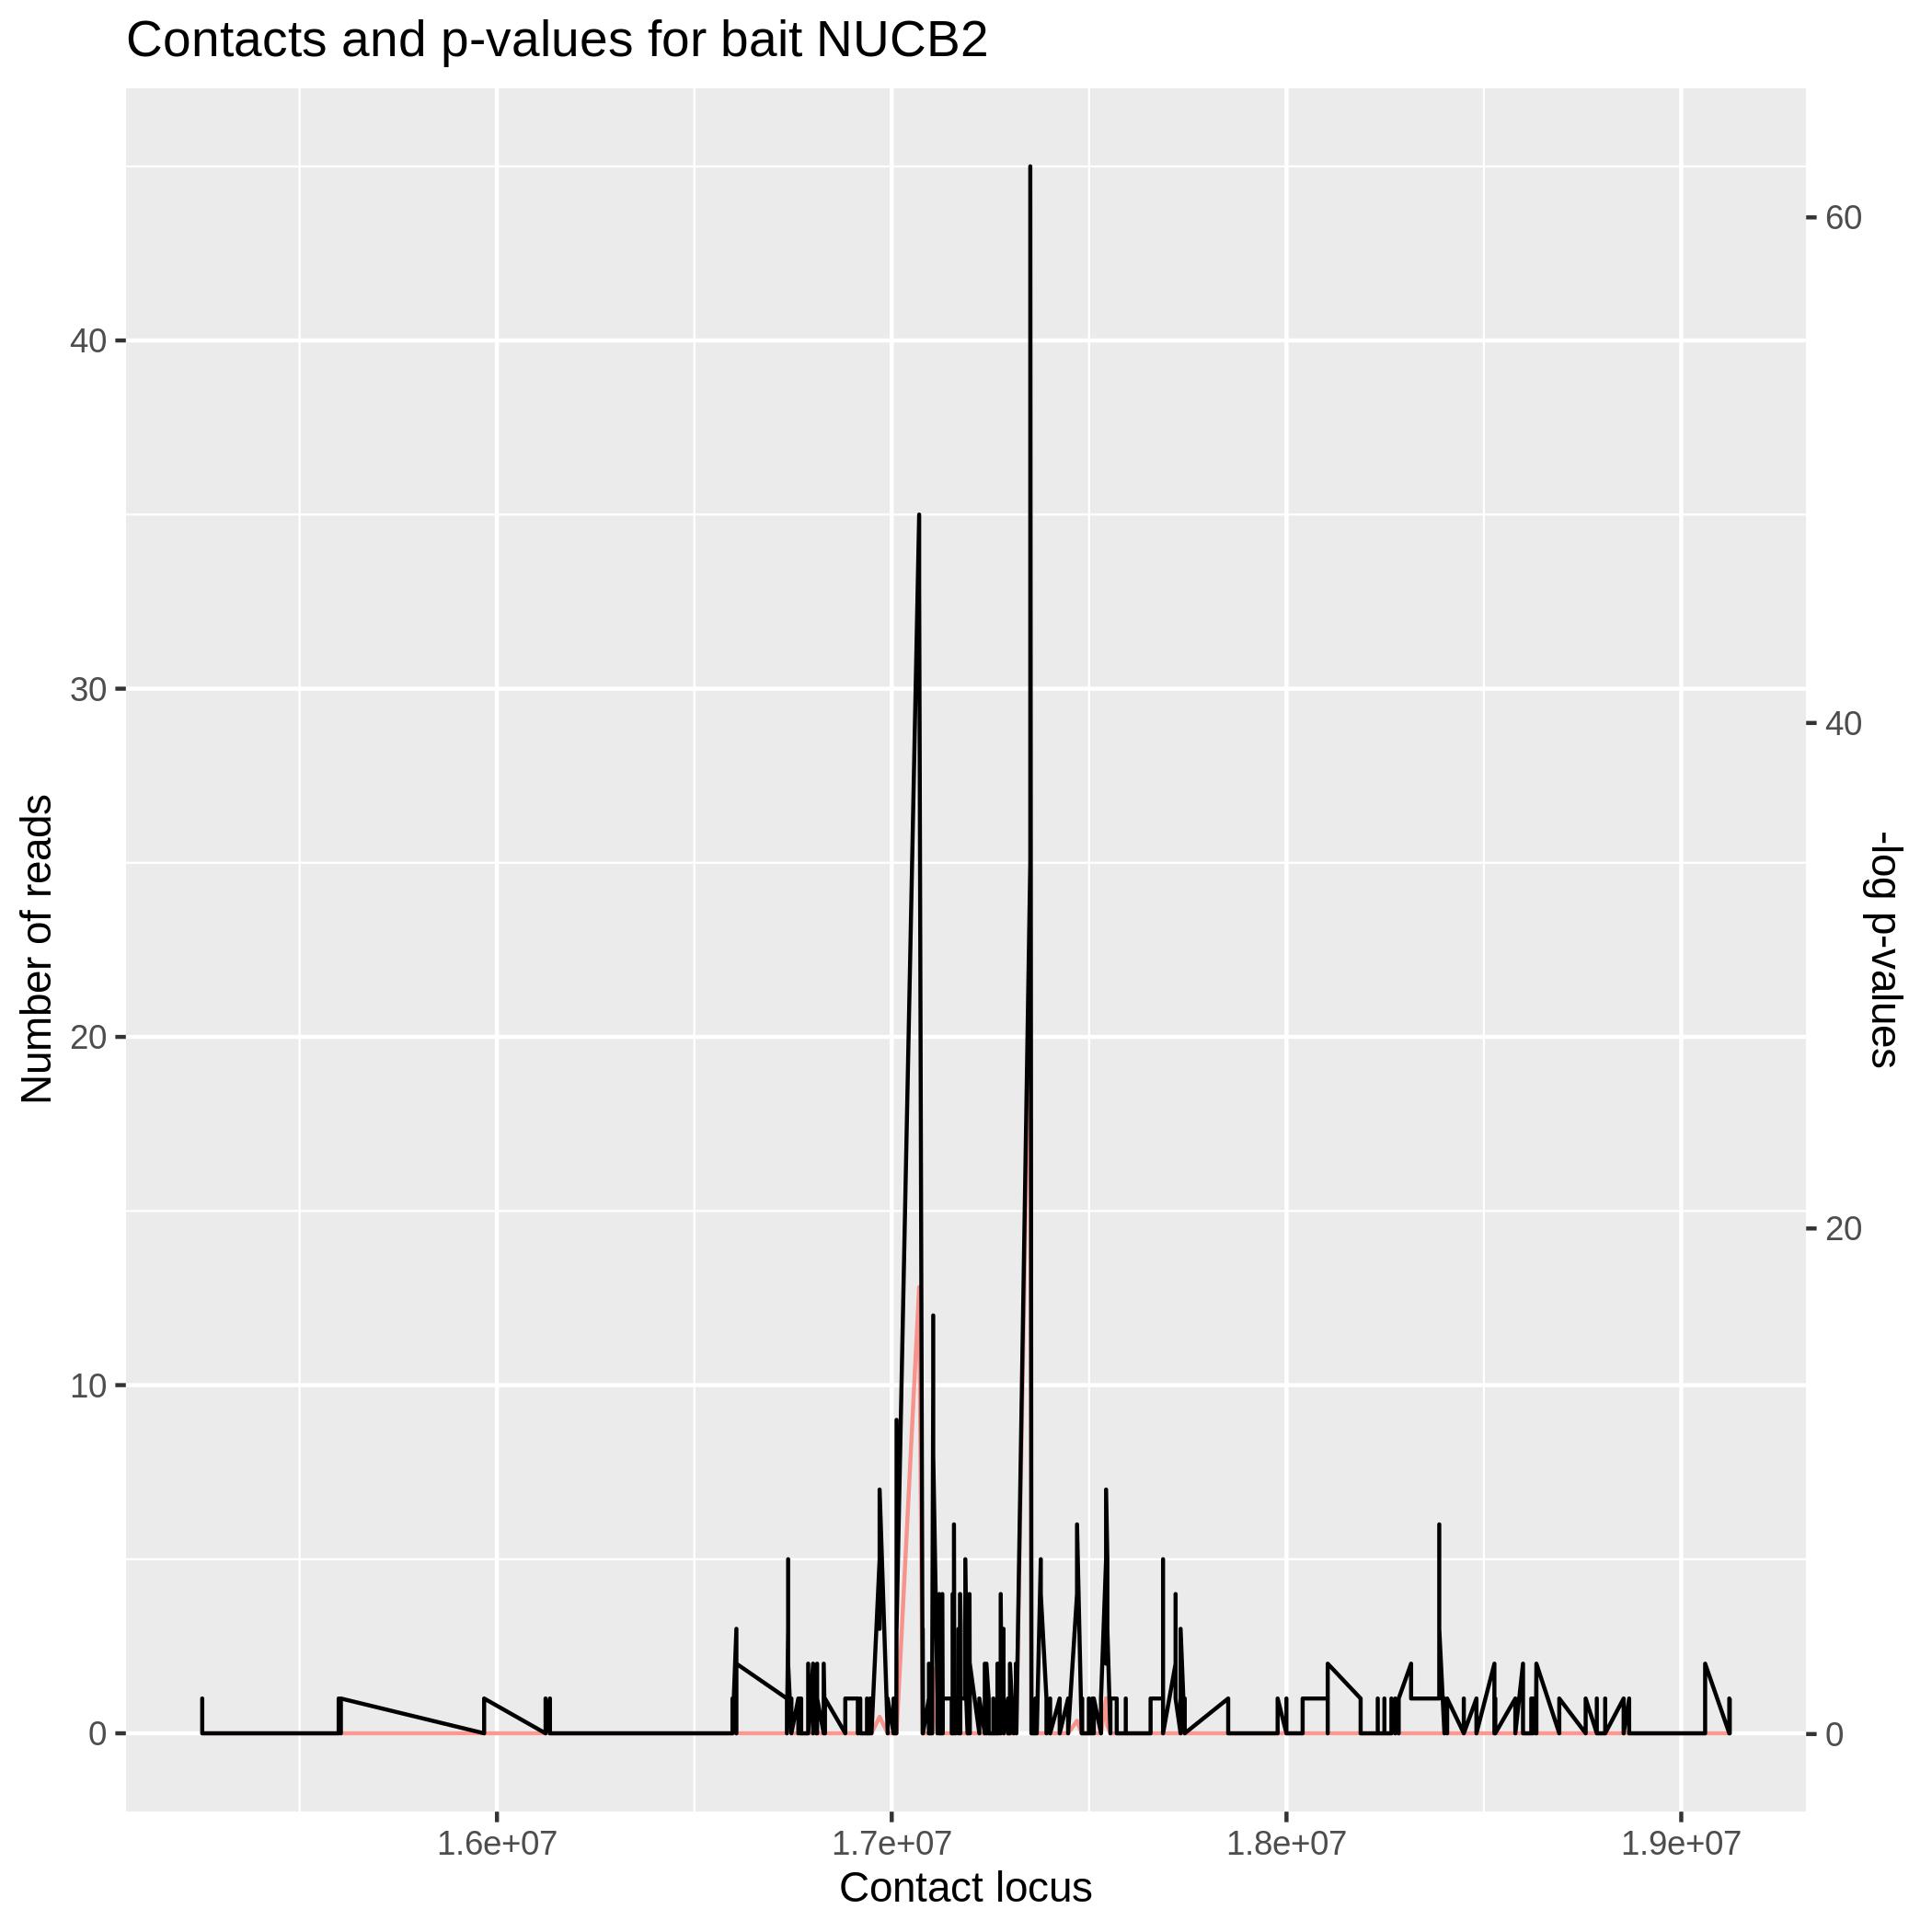 Contacts and p-values for bait NUCB2
Number of reads
40
30
20
10
0
60
40
20
0
-log p-values
1.6e+07 1.7e+07 1.8e+07 1.9e+07
Contact locus